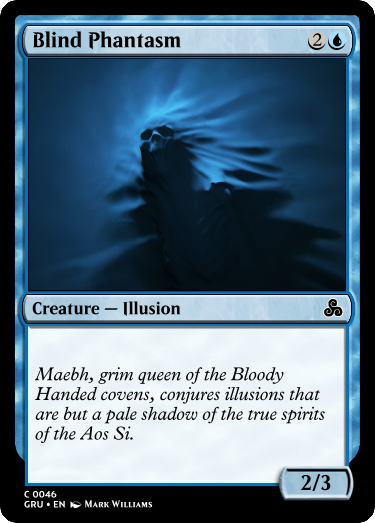 Blind Phantasm 2
Creature — Illusion
Maebh, grim queen of the Bloody
Handed covens, conjures illusions that
are but a pale shadow of the true spirits
of the Aos Si.
2/3
C 0046
GRU • EN Mark Williams